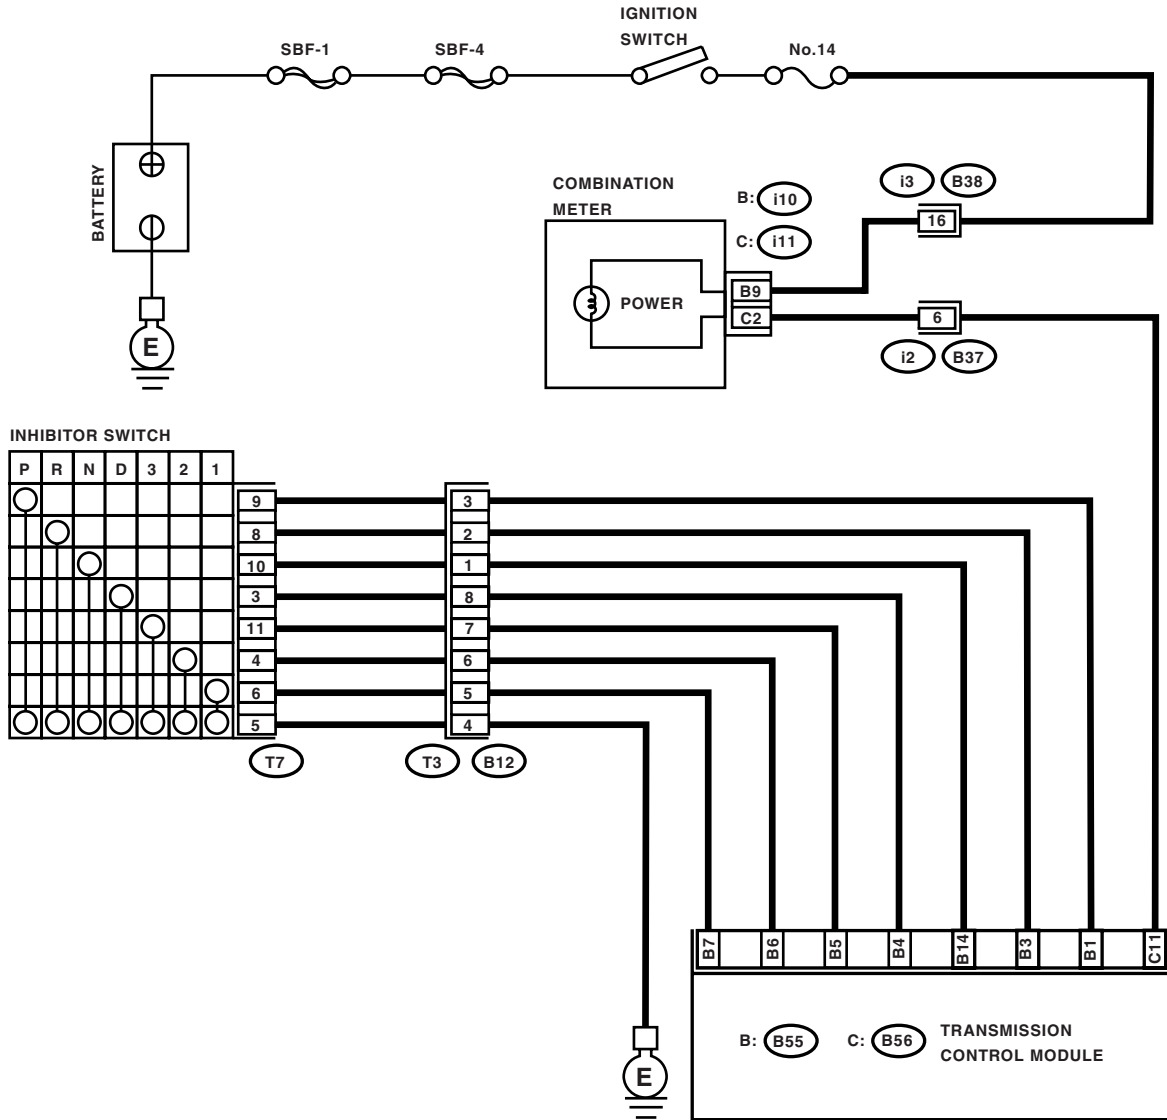 IGNITION
SWITCH
SBF-1
SBF-4
No.14
BATTERY
E
COMBINATION
METER
B: i10
C: i11
i3
B38
16
POWER
B9
C2
6
i2
B37
INHIBITOR SWITCH
P R N D 3 2 1
9 3
8 2
10 1
3 8
11 7
4 6
6 5
5 4
T7
T3
B12
B7 B6 B5 B4 B14 B3 B1 C11
B: B55
C: B56
TRANSMISSION
CONTROL MODULE
E